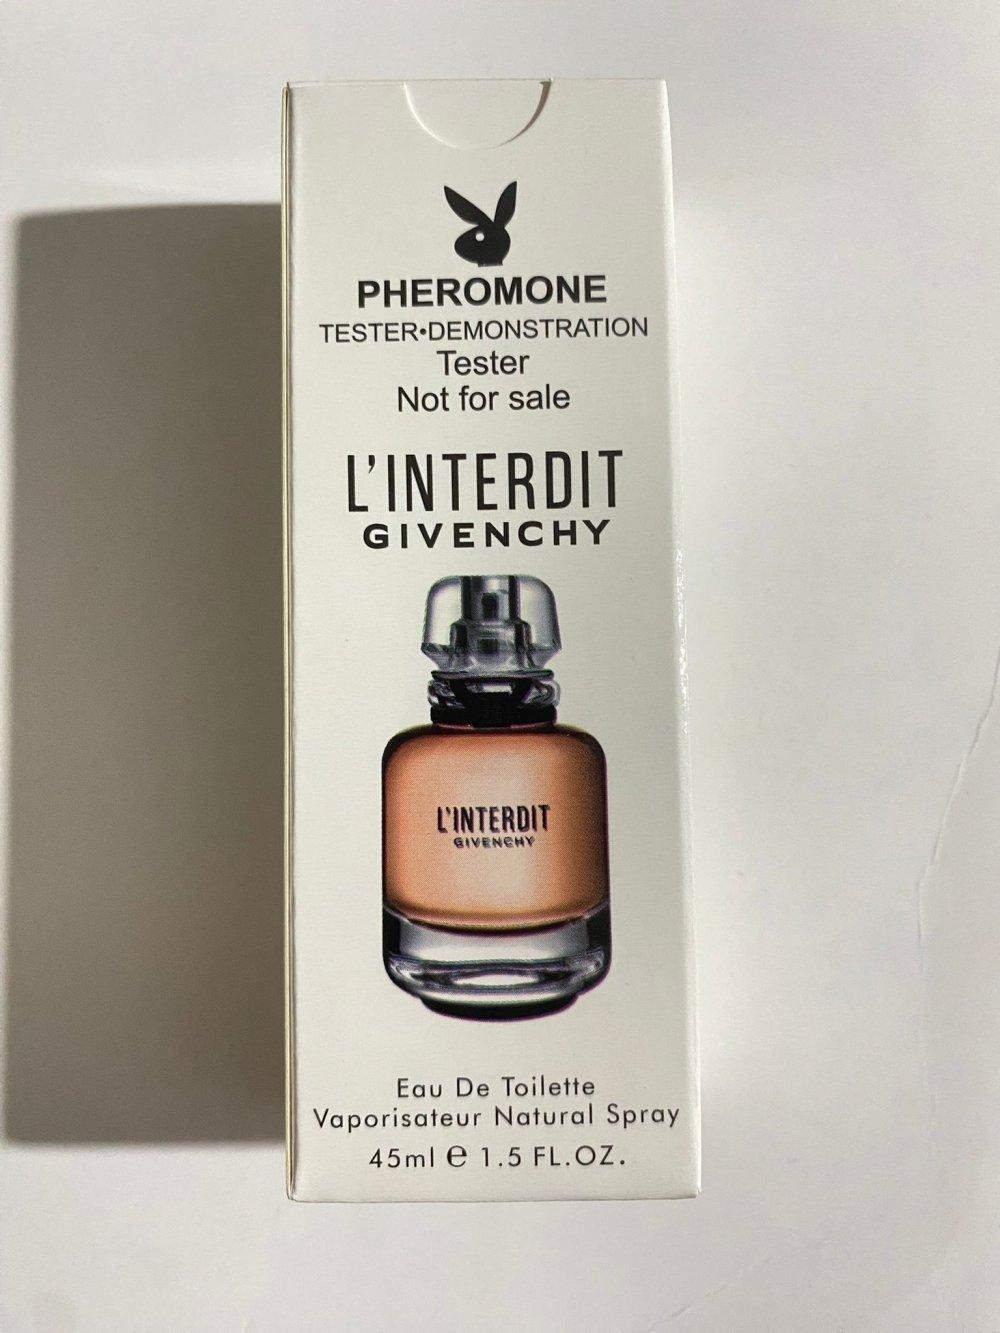 PHEROMONE
TESTER•DEMONSTRATION
Tester
Not for sale
L'INTERDIT
GIVENCHY
L'INTERDIT
GIVENCHY
Eau De Toilette
Vaporisateur Natural Spray
45ml e 1.5 FL.OZ.